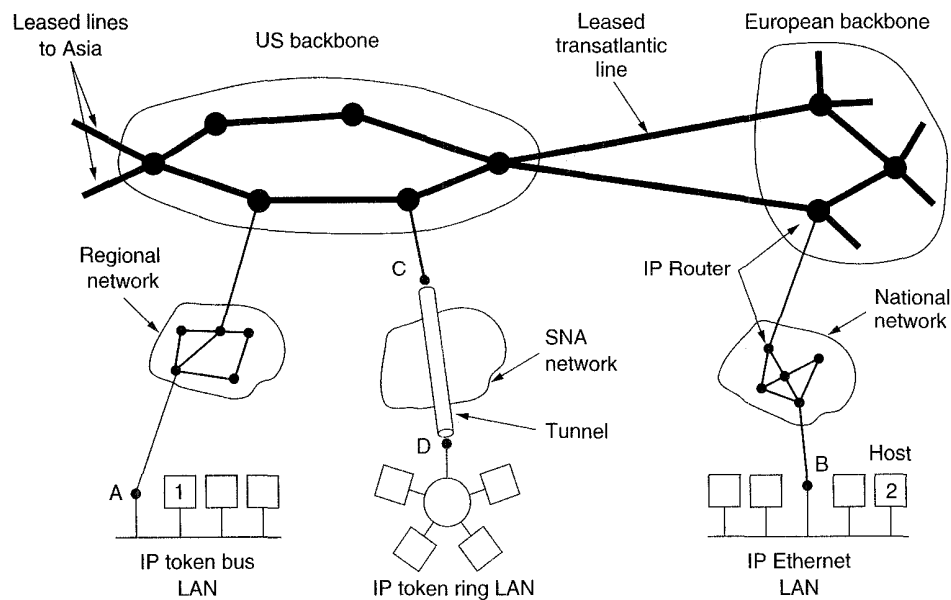 Leased lines
to Asia
US backbone
Leased
transatlantic
line
European backbone
Regional
network
C
IP Router
National
network
SNA
network
Tunnel
D
A
1
B
Host
2
IP token bus
LAN
IP token ring LAN
IP Ethernet
LAN